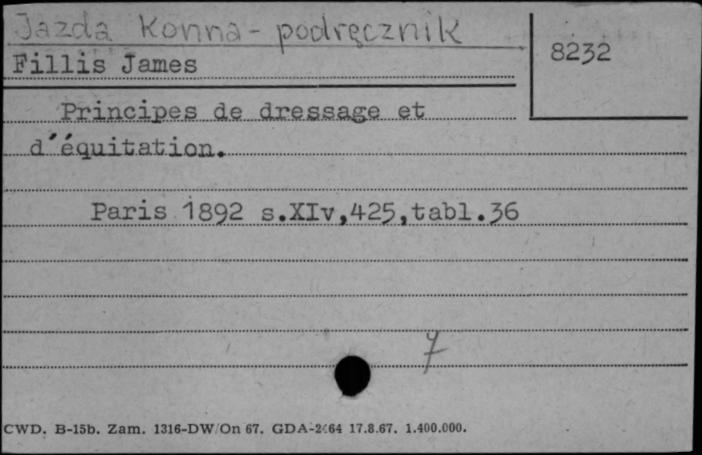 Jazda Konna - podręcznik
8232
Fillis James
Principes de dressage et
d´équitation.
Paris 1892 s.XIv,425,tabl.36
7
CWD. B-15b. Zam. 1316-DW/On 67. GDA-2464 17.8.67. 1.400.000.